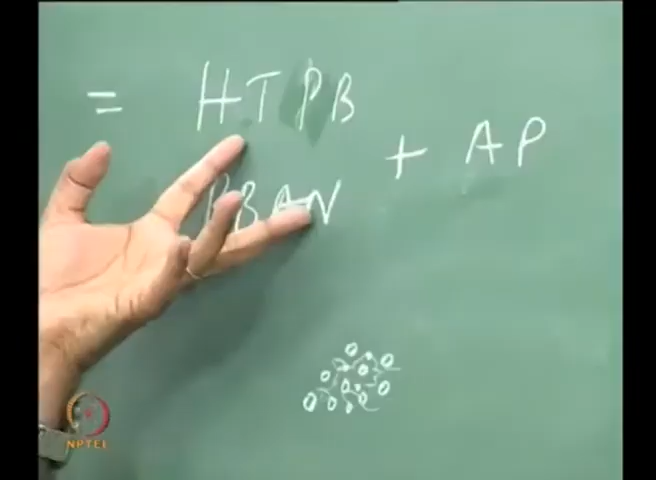 = HTPB
+ AP
PBAN
NPTEL